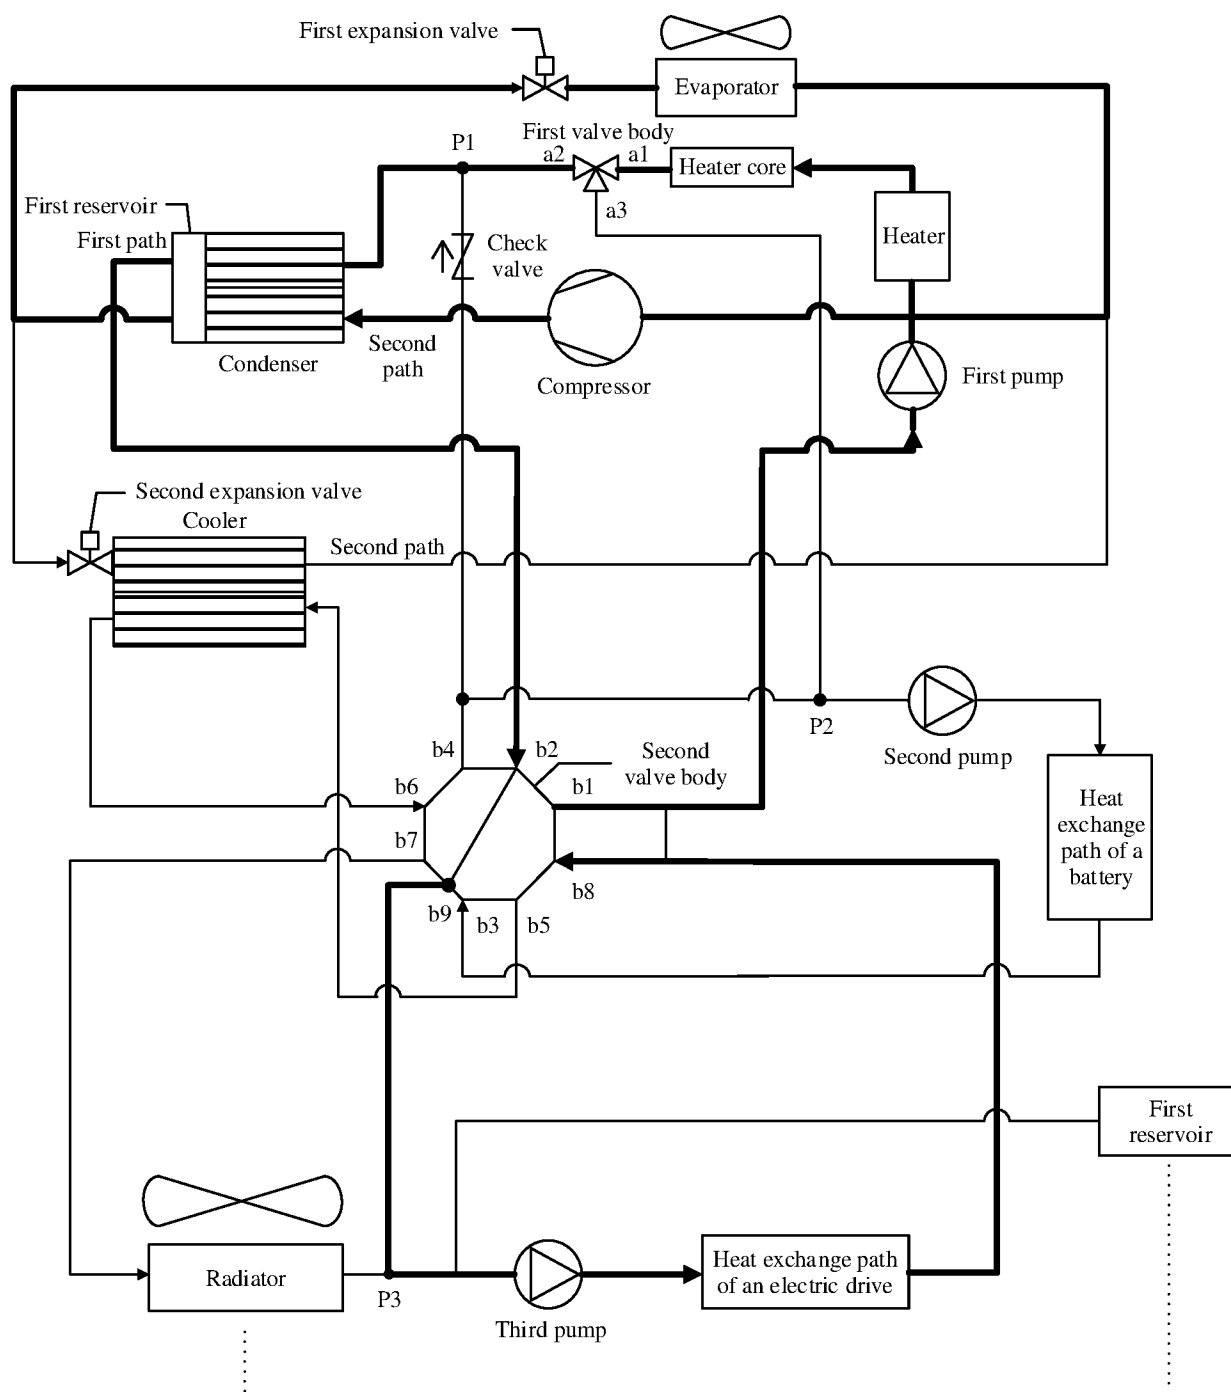 First expansion valve
Evaporator
First valve body
P1
a2
a1
Heater core
a3
First reservoir
First path
Check
valve
Heater
Second
path
Condenser
Compressor
First pump
Second expansion valve
Cooler
Second path
P2
Second pump
b4
b2
Second
valve body
b6
b1
b7
Heat
exchange
path of a
battery
b8
b9
b3
b5
First
reservoir
Radiator
P3
Heat exchange path
of an electric drive
Third pump